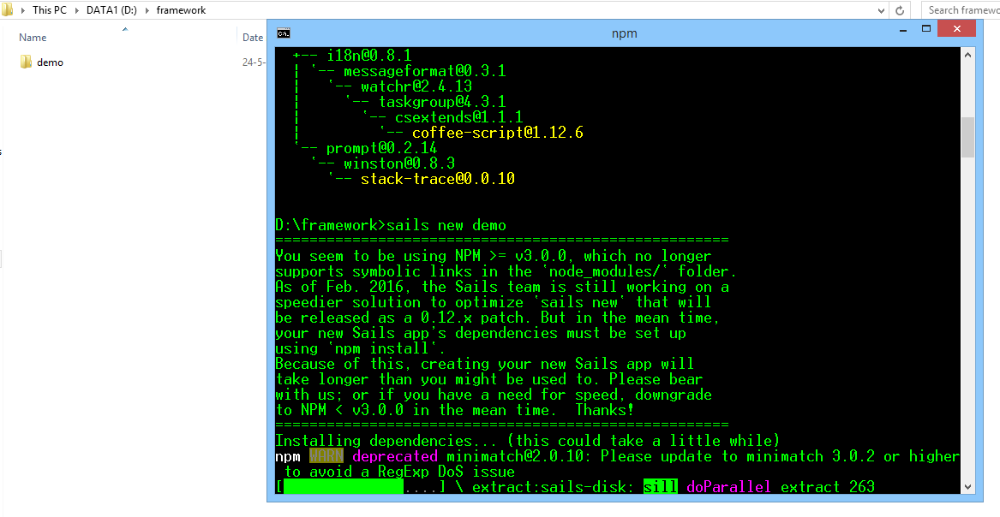 This PC
DATA1 (D:)
framework
Search framewo
Name
Date
demo
24-5-
npm
+-- i18n@0.8.1
| `-- messageformat@0.3.1
|   `-- watchr@2.4.13
|     `-- taskgroup@4.3.1
|       `-- csextends@1.1.1
|         `-- coffee-script@1.12.6
`-- prompt@0.2.14
  `-- winston@0.8.3
    `-- stack-trace@0.0.10
D:\framework>sails new demo
=====================================================
You seem to be using NPM >= v3.0.0, which no longer
supports symbolic links in the `node_modules/` folder.
As of Feb. 2016, the Sails team is still working on a
speedier solution to optimize `sails new` that will
be released as a 0.12.x patch. But in the mean time,
your new Sails app's dependencies must be set up
using `npm install`.
Because of this, creating your new Sails app will
take longer than you might be used to. Please bear
with us; or if you have a need for speed, downgrade
to NPM < v3.0.0 in the mean time.  Thanks!
=====================================================
Installing dependencies... (this could take a little while)
npm WARN deprecated minimatch@2.0.10: Please update to minimatch 3.0.2 or higher
 to avoid a RegExp DoS issue
[ ....] \ extract:sails-disk: sill doParallel extract 263